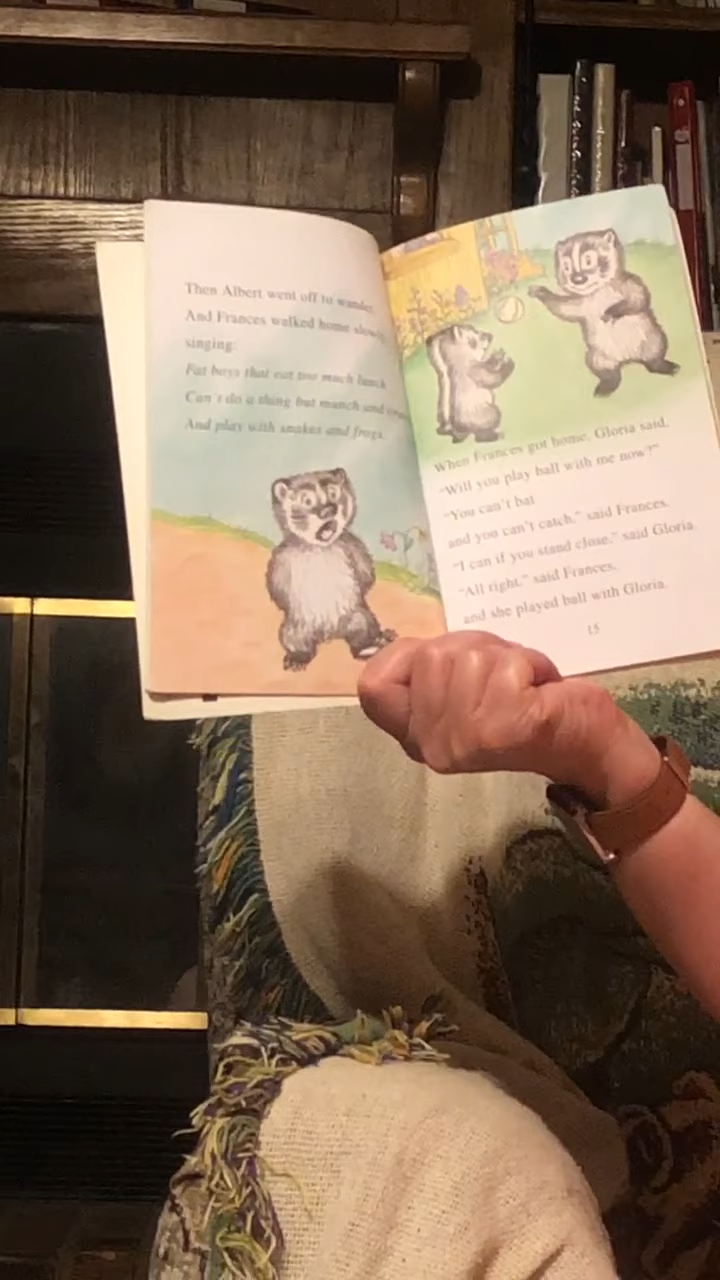 Then Albert went off to wander.
And Frances walked home slowly,
singing:
Fat boys that eat too much lunch
Can't do a thing but munch and
And play with snakes and frogs.
When Frances got home, Gloria said,
"Will you play ball with me now?"
"You can't bat
and you can't catch," said Frances.
"I can if you stand close," said Gloria.
"All right," said Frances,
and she played ball with Gloria.
15